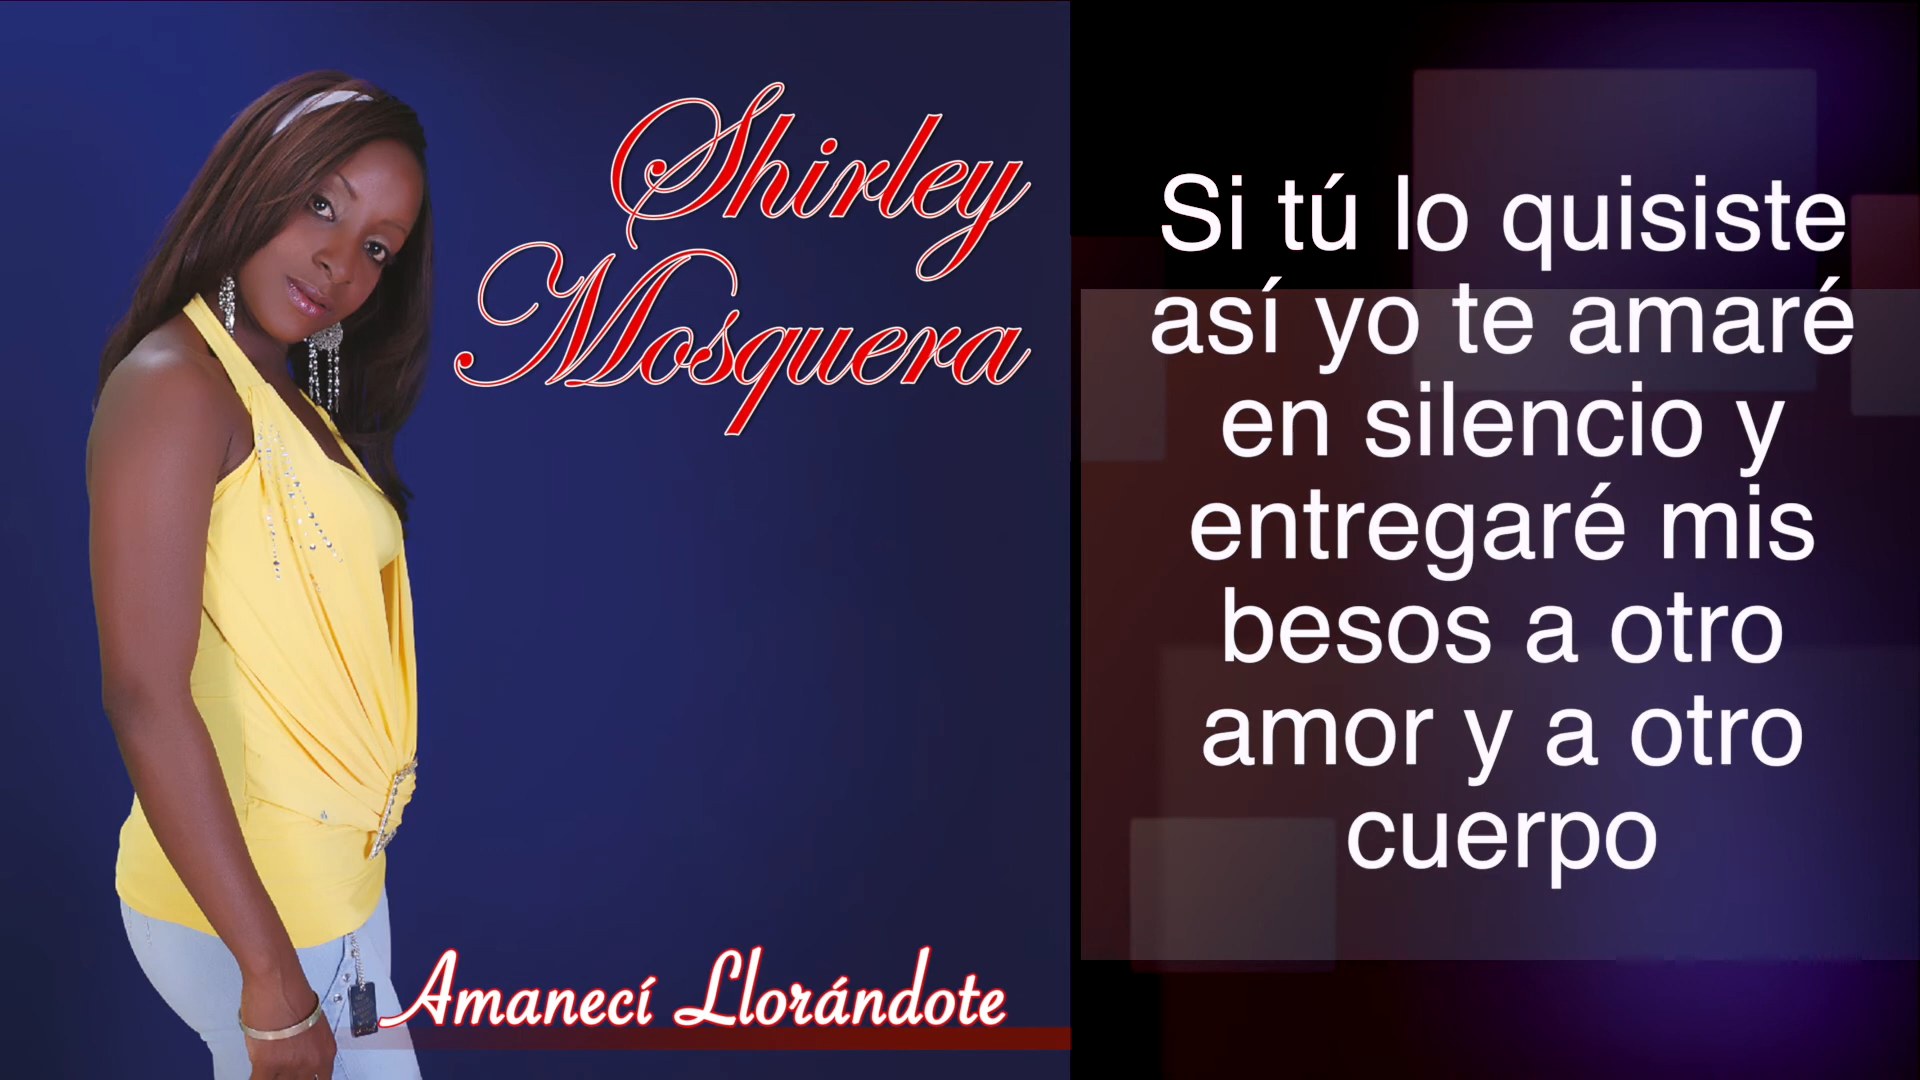 Shirley
Mosquera
Amanecí Llorándote
Si tú lo quisiste
así yo te amaré
en silencio y
entregaré mis
besos a otro
amor y a otro
cuerpo